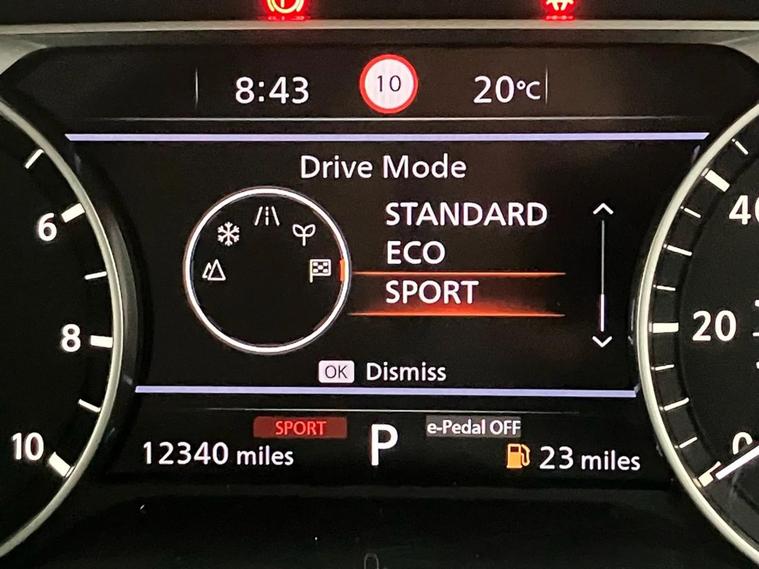 8:43 10 20°C
Drive Mode
STANDARD
ECO
SPORT
OK Dismiss
SPORT P e-Pedal OFF
12340 miles 23 miles
6
8
10
40
20
0